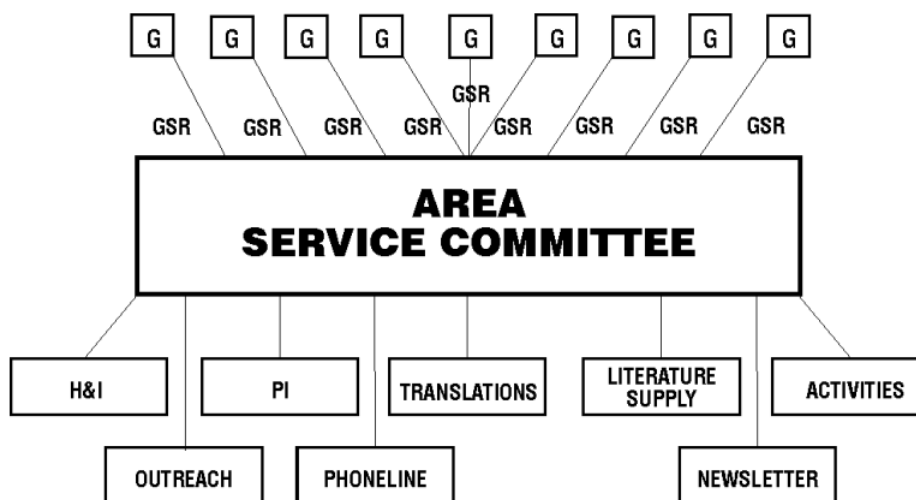 G G G G G G G G G
GSR
GSR GSR GSR GSR GSR GSR GSR GSR
AREA
SERVICE COMMITTEE
H&I PI TRANSLATIONS LITERATURE SUPPLY ACTIVITIES
OUTREACH PHONELINE NEWSLETTER